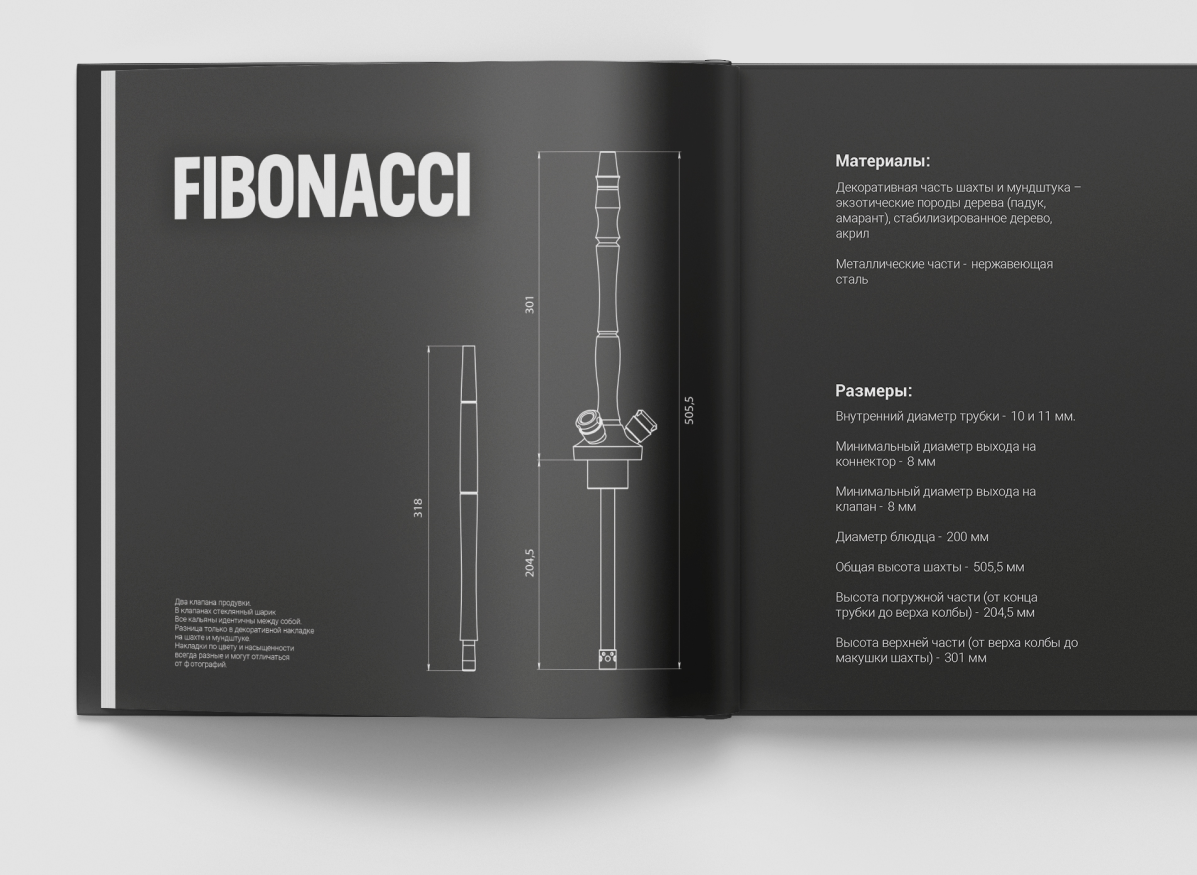 FIBONACCI
301
505,5
318
204,5
Два клапана продувки.
В клапанах стеклянный шарик
Все кальяны идентичны между собой.
Разница только в декоративной накладке
на шахте и мундштуке.
Накладки по цвету и насыщенности
всегда разные и могут отличаться
от фотографий.
Материалы:
Декоративная часть шахты и мундштука –
экзотические породы дерева (падук,
амарант), стабилизированное дерево,
акрил
Металлические части - нержавеющая
сталь
Размеры:
Внутренний диаметр трубки - 10 и 11 мм.
Минимальный диаметр выхода на
коннектор - 8 мм
Минимальный диаметр выхода на
клапан - 8 мм
Диаметр блюдца - 200 мм
Общая высота шахты - 505,5 мм
Высота погружной части (от конца
трубки до верха колбы) - 204,5 мм
Высота верхней части (от верха колбы до
макушки шахты) - 301 мм